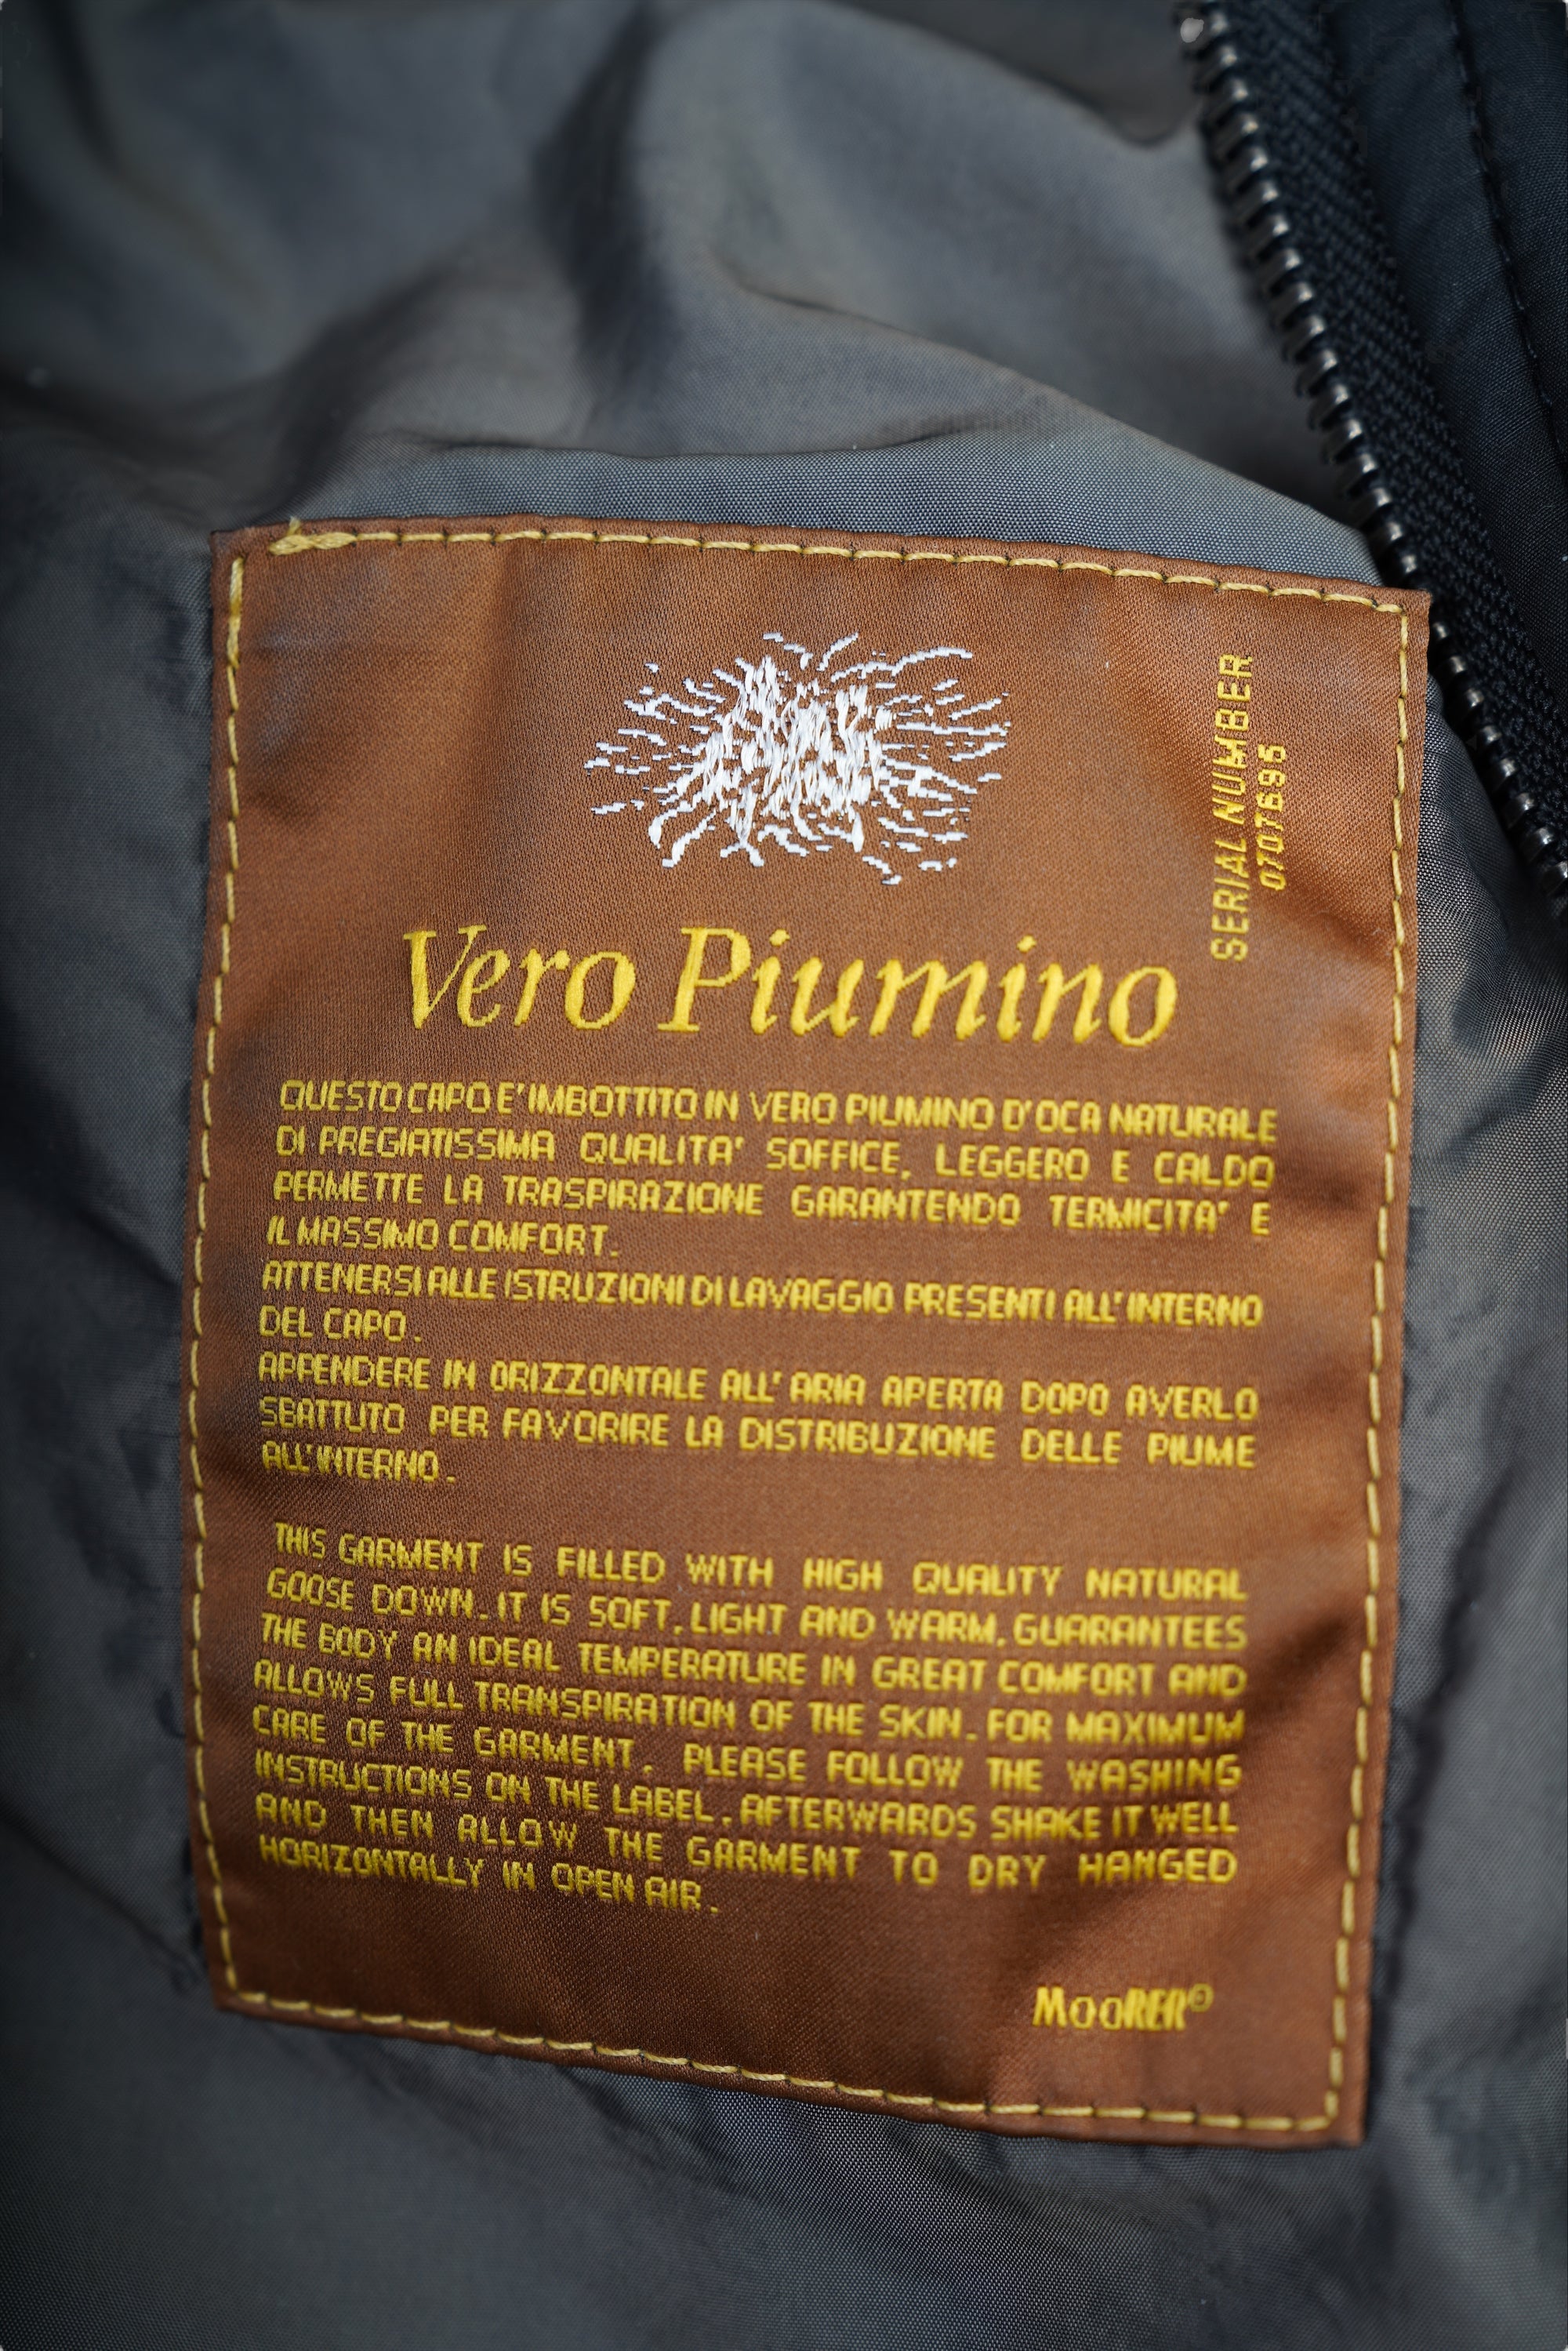 SERIAL NUMBER
0707695
Vero Piumino
QUESTO CAPO E' IMBOTTITO IN VERO PIUMINO D'OCA NATURALE
DI PREGIATISSIMA QUALITA' SOFFICE, LEGGERO E CALDO
PERMETTE LA TRASPIRAZIONE GARANTENDO TERMICITA' E
IL MASSIMO COMFORT.
ATTENERSI ALLE ISTRUZIONI DI LAVAGGIO PRESENTI ALL'INTERNO
DEL CAPO.
APPENDERE IN ORIZZONTALE ALL'ARIA APERTA DOPO AVERLO
SBATTUTO PER FAVORIRE LA DISTRIBUZIONE DELLE PIUME
ALL'INTERNO.
THIS GARMENT IS FILLED WITH HIGH QUALITY NATURAL
GOOSE DOWN. IT IS SOFT, LIGHT AND WARM, GUARANTEES
THE BODY AN IDEAL TEMPERATURE IN GREAT COMFORT AND
ALLOWS FULL TRANSPIRATION OF THE SKIN. FOR MAXIMUM
CARE OF THE GARMENT, PLEASE FOLLOW THE WASHING
INSTRUCTIONS ON THE LABEL. AFTERWARDS SHAKE IT WELL
AND THEN ALLOW THE GARMENT TO DRY HANGED
HORIZONTALLY IN OPEN AIR.
MooRER®